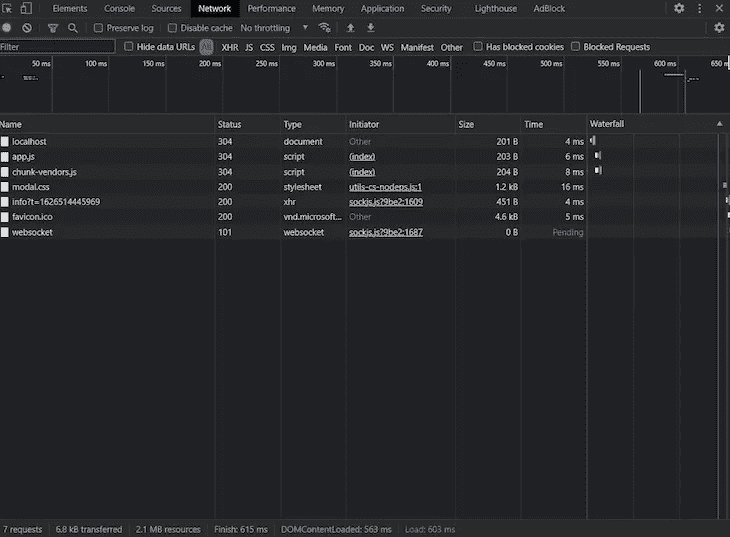 Elements Console Sources Network Performance Memory Application Security Lighthouse AdBlock
Preserve log Disable cache No throttling
Filter Hide data URLs All XHR JS CSS Img Media Font Doc WS Manifest Other Has blocked cookies Blocked Requests
50 ms 100 ms 150 ms 200 ms 250 ms 300 ms 350 ms 400 ms 450 ms 500 ms 550 ms 600 ms 650 m
Name Status Type Initiator Size Time Waterfall
localhost 304 document Other 201 B 4 ms
app.js 304 script (index) 203 B 6 ms
chunk-vendors.js 304 script (index) 204 B 8 ms
modal.css 200 stylesheet 1.2 kB 16 ms
info?t=1626514445969 200 xhr sockjs.js?9be2:1609 451 B 4 ms
favicon.ico 200 vnd.microsoft... Other 4.6 kB 5 ms
websocket 101 websocket sockjs.js?9be2:1687 0 B Pending
7 requests 6.8 kB transferred 2.1 MB resources Finish: 615 ms DOMContentLoaded: 563 ms Load: 603 ms